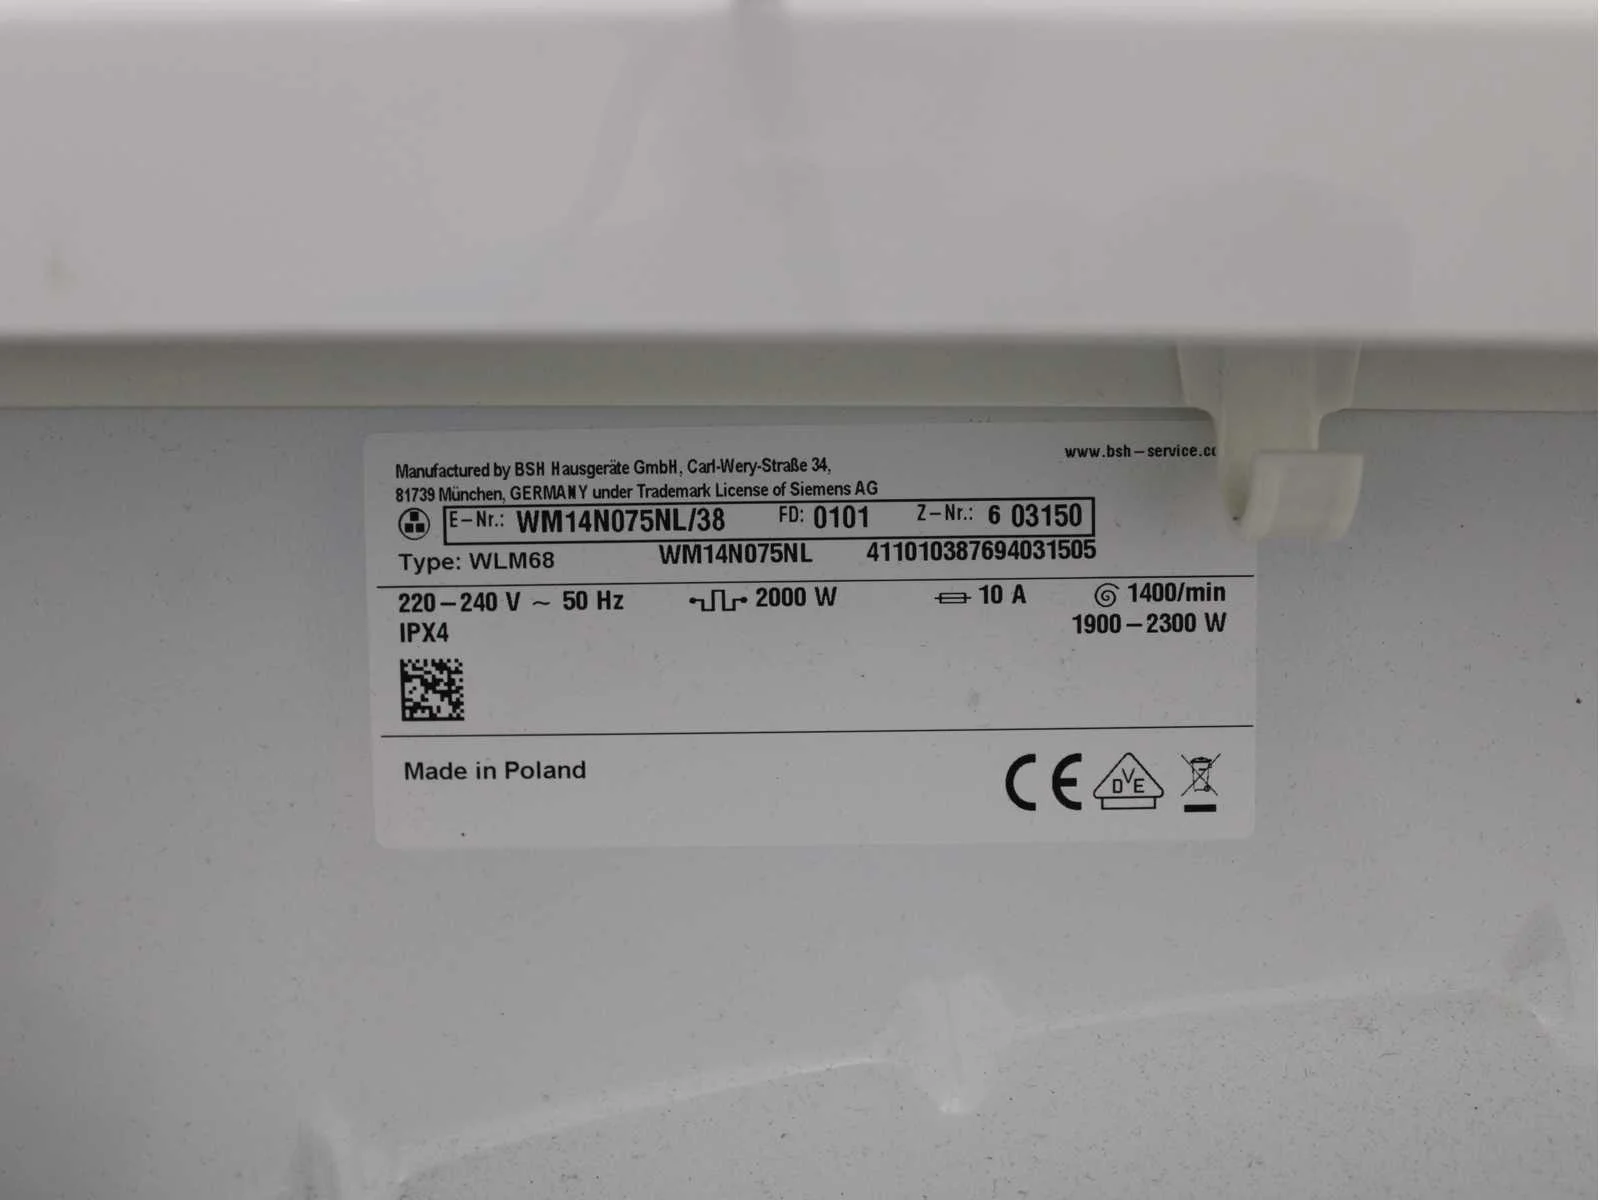 www.bsh-service.co
Manufactured by BSH Hausgeräte GmbH, Carl-Wery-Straße 34,
81739 München, GERMANY under Trademark License of Siemens AG
E-Nr.: WM14N075NL/38 FD: 0101 Z-Nr.: 6 03150
Type: WLM68 WM14N075NL 411010387694031505
220-240 V ~ 50 Hz 2000 W 10 A 1400/min
IPX4 1900-2300 W
Made in Poland CE DVE